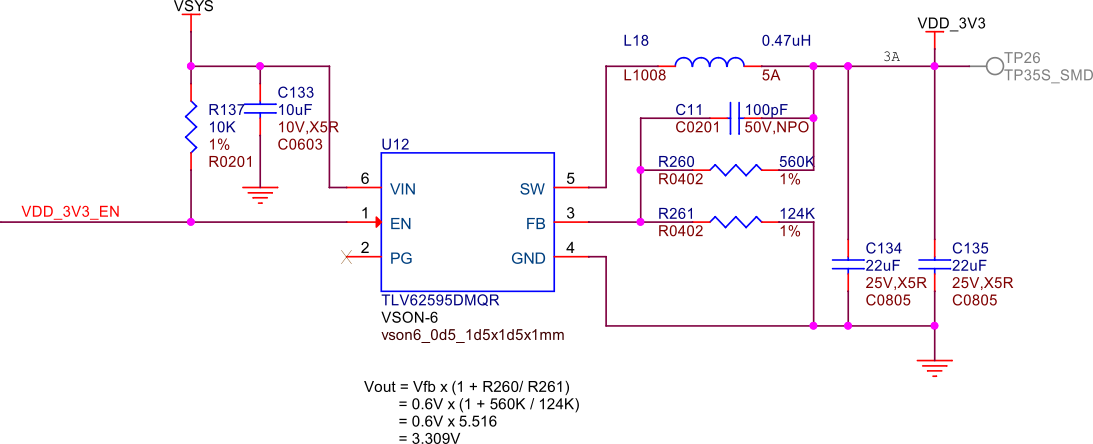 VSYS
VDD_3V3
L18
0.47uH
3A
TP26
L1008
5A
TP35S_SMD
C133
R137
10uF
C11
100pF
10K
10V,X5R
C0201
50V,NPO
1%
C0603
U12
R0201
R260
560K
R0402
1%
6
VIN
SW
5
VDD_3V3_EN
1
EN
FB
3
R261
124K
R0402
1%
2
PG
GND
4
C134
C135
22uF
22uF
25V,X5R
25V,X5R
C0805
C0805
TLV62595DMQR
VSON-6
vson6_0d5_1d5x1d5x1mm
Vout = Vfb x (1 + R260/ R261)
= 0.6V x (1 + 560K / 124K)
= 0.6V x 5.516
= 3.309V